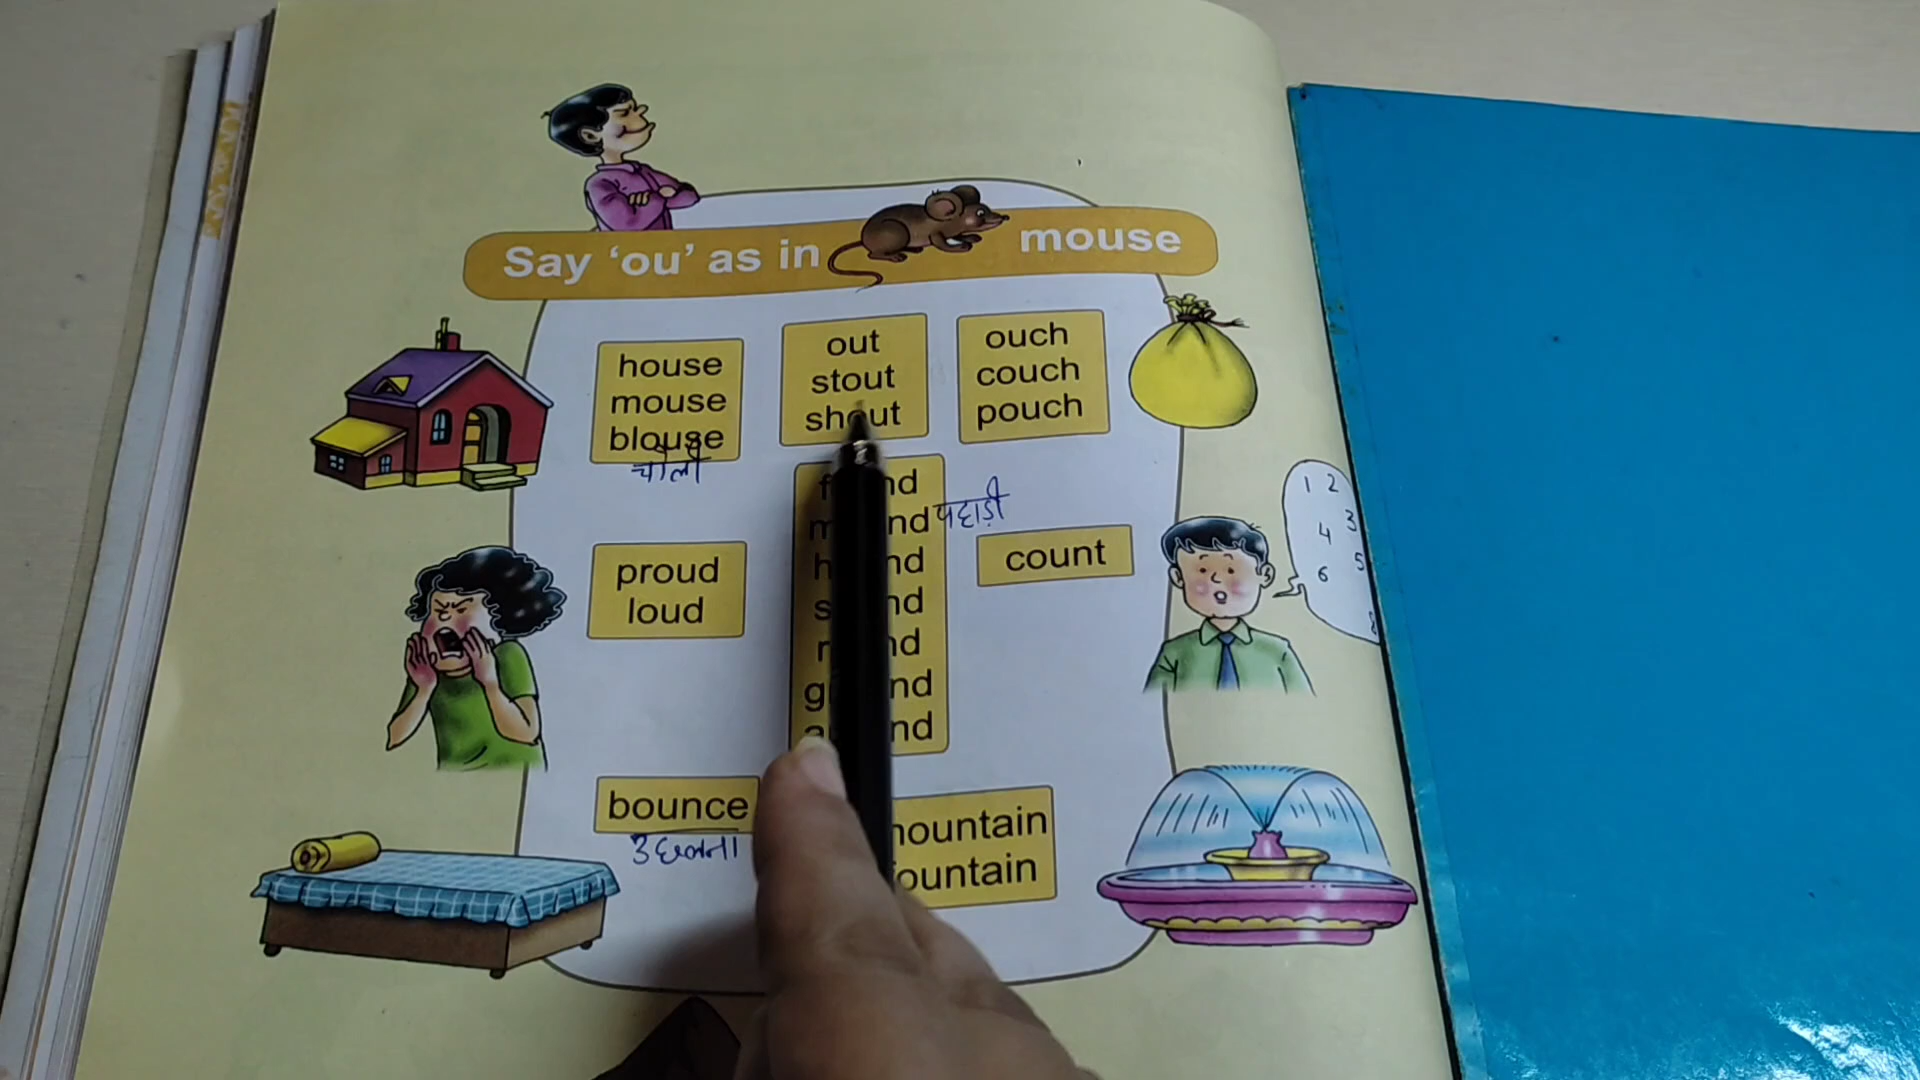 Say ‘ou’ as in mouse
house
mouse
blouse
चोली
out
stout
shout
ouch
couch
pouch
nd
nd पहाड़ी
nd
nd
nd
nd
nd
proud
loud
count
1 2
3
4
5
6
8
bounce
उछलना
ountain
ountain